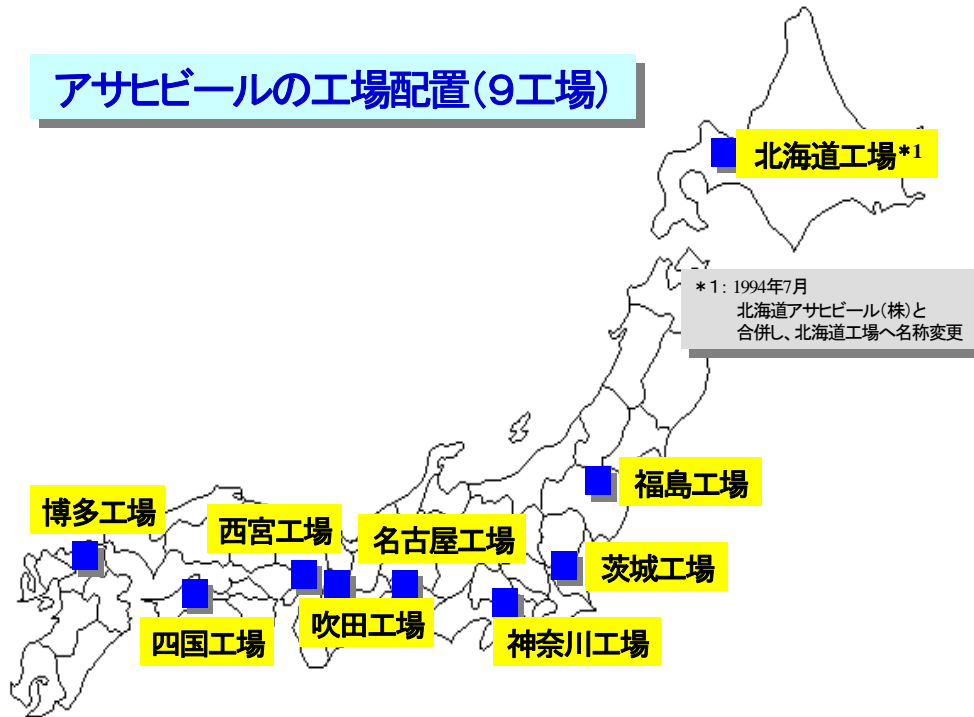 アサヒビールの工場配置（９工場）
北海道工場*1
＊１：1994年7月
北海道アサヒビール（株）と
合併し、北海道工場へ名称変更
福島工場
博多工場
西宮工場
名古屋工場
茨城工場
吹田工場
四国工場
神奈川工場